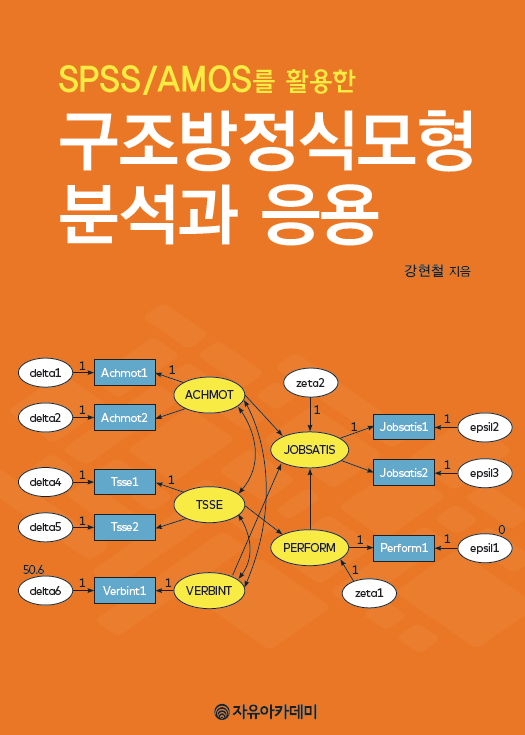 SPSS/AMOS를 활용한
구조방정식모형
분석과 응용
강현철 지음
delta1 1 Achmot1 1
ACHMOT
delta2 1 Achmot2
zeta2
1
1 Jobsatis1 1 epsil2
JOBSATIS
Jobsatis2 1 epsil3
delta4 1 Tsse1 1
TSSE
delta5 1 Tsse2
0
PERFORM 1 Perform1 1 epsil1
50.6
delta6 1 Verbint1 1 VERBINT
1
zeta1
자유아카데미